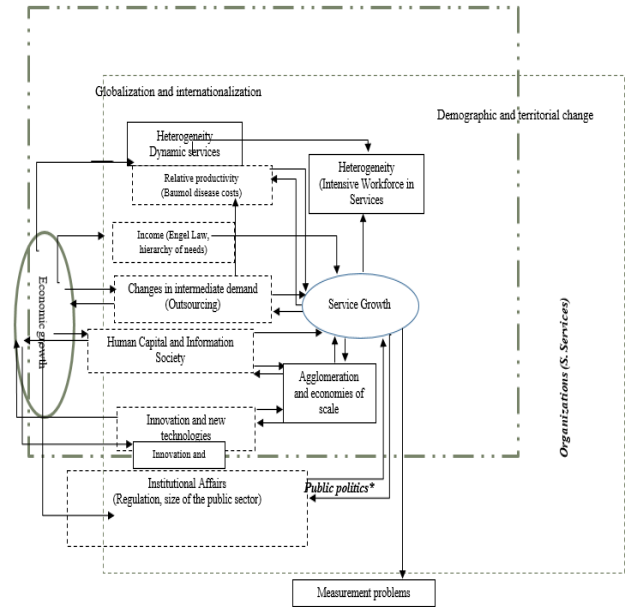 Globalization and internationalization
Demographic and territorial change
Heterogeneity
Dynamic services
Relative productivity
(Baumol disease costs)
Heterogeneity
(Intensive Workforce in
Services
Income (Engel Law,
hierarchy of needs)
Economic growth
Changes in intermediate demand
(Outsourcing)
Service Growth
Human Capital and Information
Society
Agglomeration
and economies of
scale
Organizations (S. Services)
Innovation and new
technologies
Innovation and
Institutional Affairs
(Regulation, size of the public sector)
Public politics*
Measurement problems